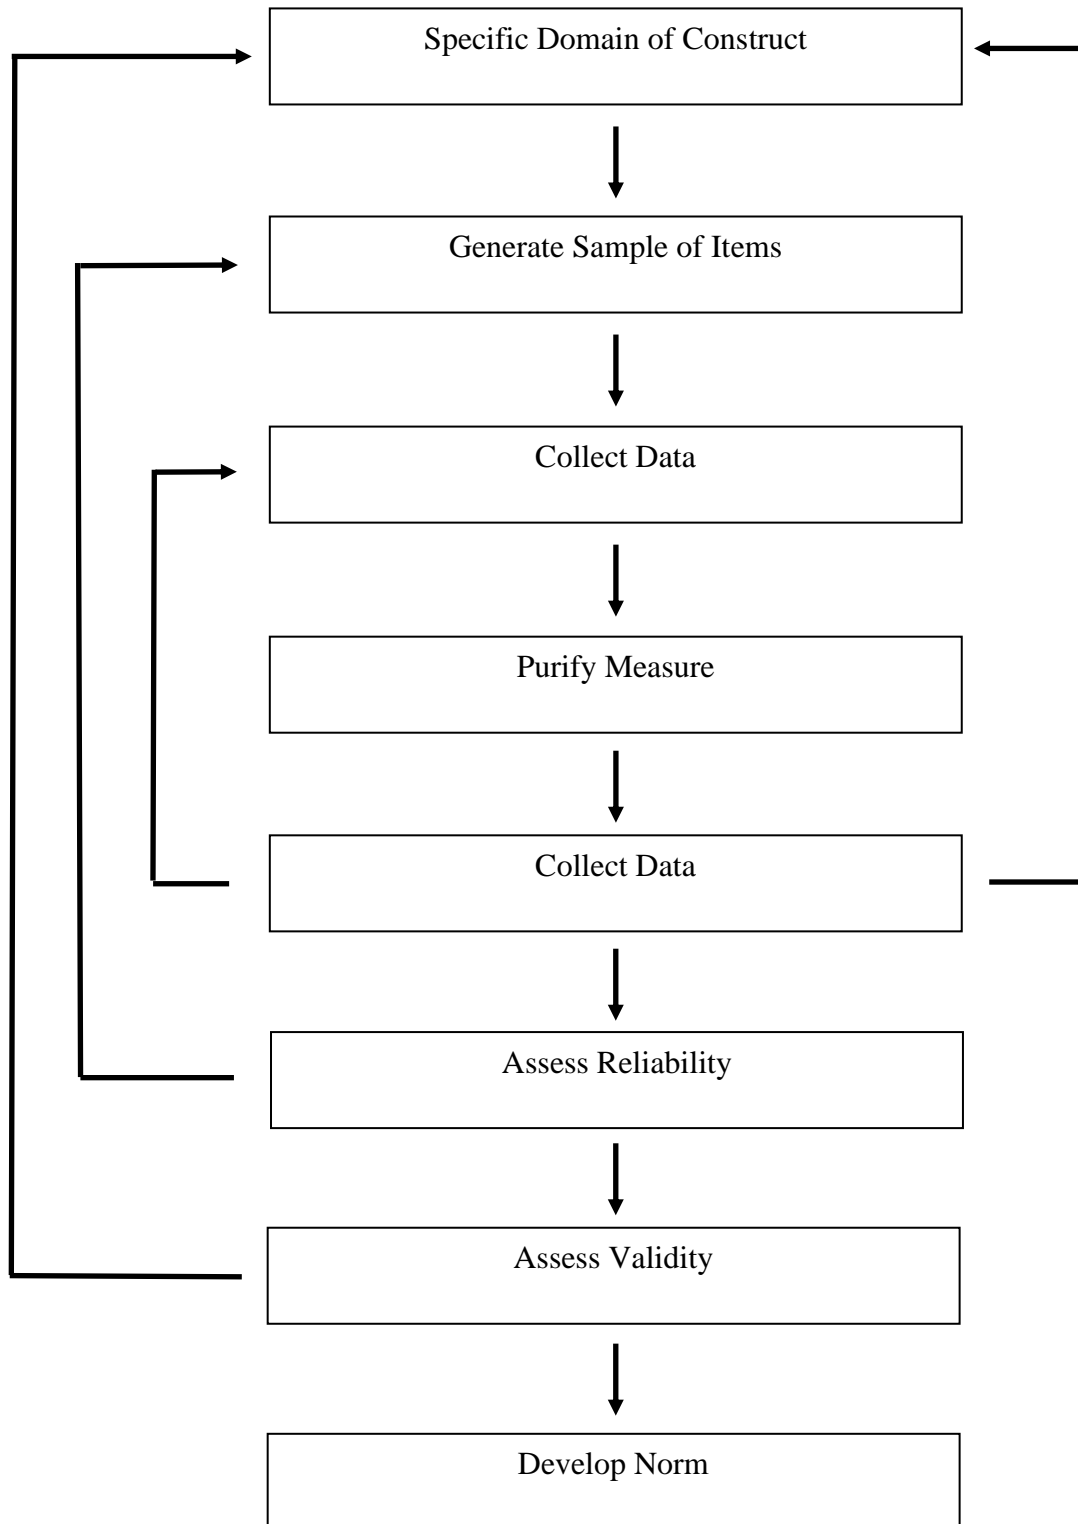 Specific Domain of Construct
Generate Sample of Items
Collect Data
Purify Measure
Collect Data
Assess Reliability
Assess Validity
Develop Norm